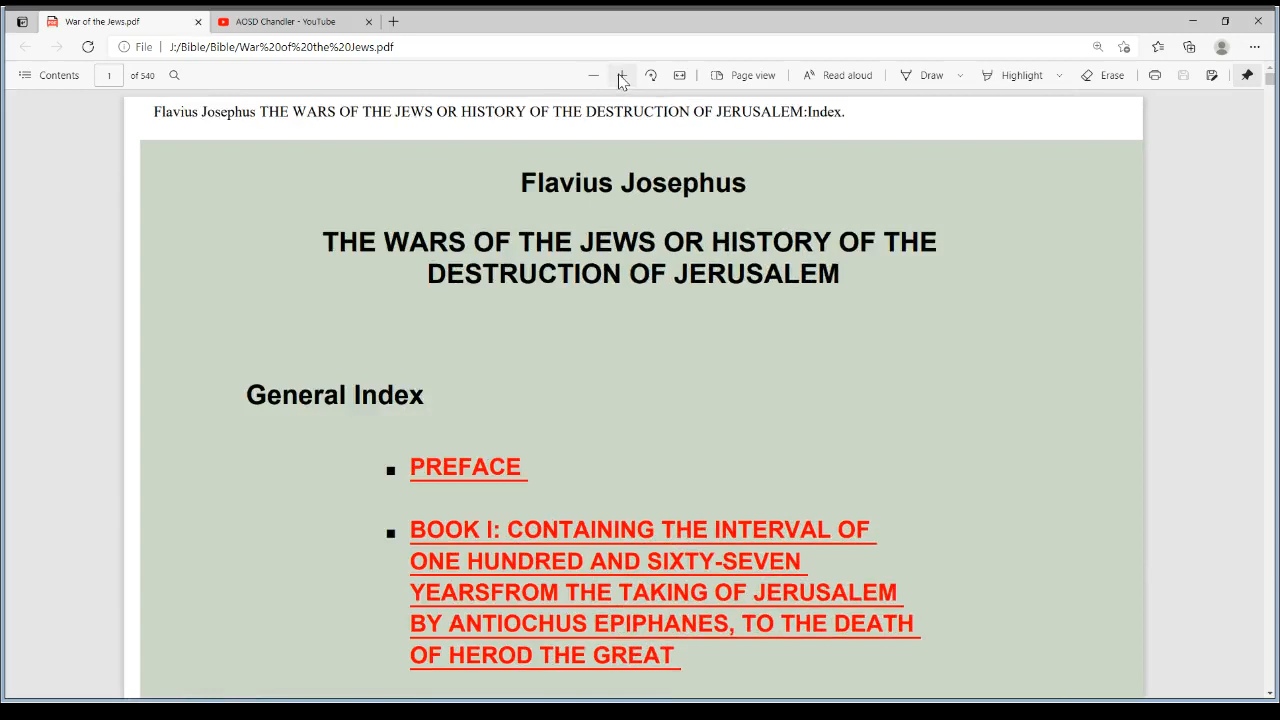 War of the Jews.pdf
AOSD Chandler - YouTube
File
J:/Bible/Bible/War%20of%20the%20Jews.pdf
Contents
1
of 540
Page view
Read aloud
Draw
Highlight
Erase
Flavius Josephus THE WARS OF THE JEWS OR HISTORY OF THE DESTRUCTION OF JERUSALEM:Index.
Flavius Josephus
THE WARS OF THE JEWS OR HISTORY OF THE
DESTRUCTION OF JERUSALEM
General Index
PREFACE
BOOK I: CONTAINING THE INTERVAL OF
ONE HUNDRED AND SIXTY-SEVEN
YEARSFROM THE TAKING OF JERUSALEM
BY ANTIOCHUS EPIPHANES, TO THE DEATH
OF HEROD THE GREAT